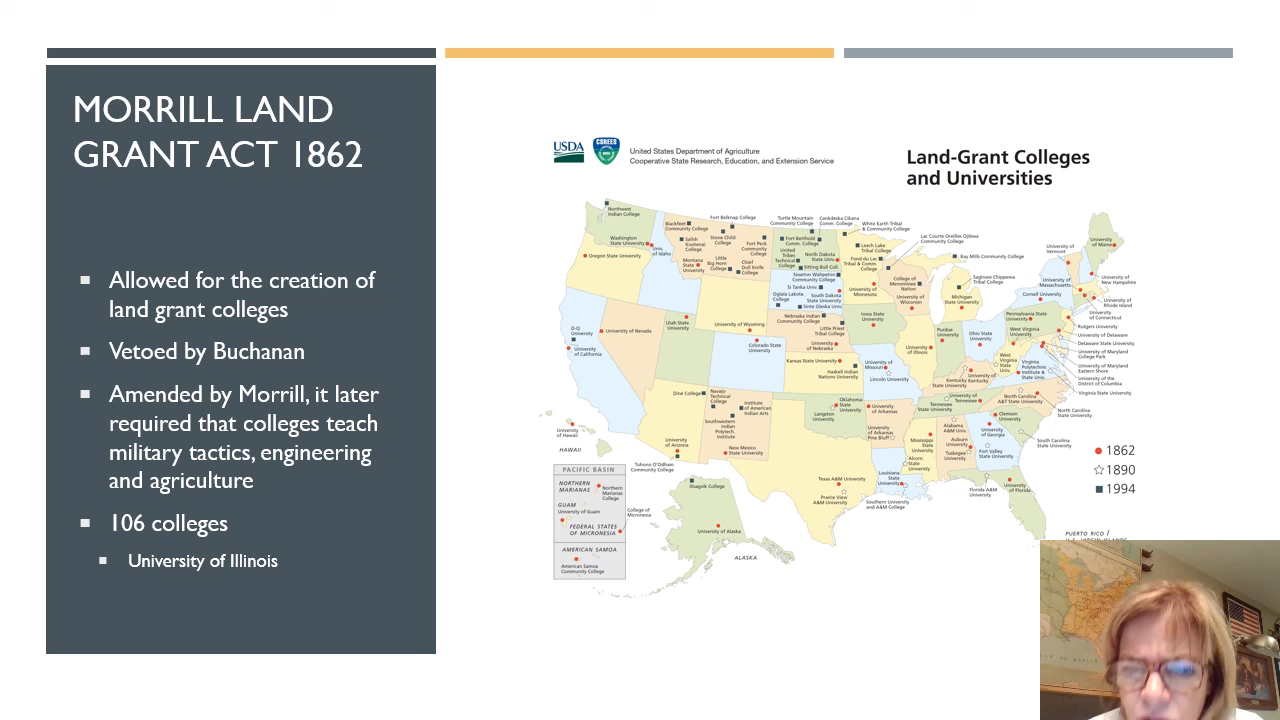 MORRILL LAND
GRANT ACT 1862
Allowed for the creation of
land grant colleges
Vetoed by Buchanan
Amended by Morrill, it later
required that colleges teach
military tactics, engineering
and agriculture
106 colleges
University of Illinois
USDA
CSREES
United States Department of Agriculture
Cooperative State Research, Education, and Extension Service
Land-Grant Colleges
and Universities
Northwest
Indian College
Washington
State University
Univ.
of Idaho
Oregon State University
Blackfeet
Community College
Salish
Kootenai
College
Montana
State
University
Fort Belknap College
Stone Child
College
Little
Big Horn
College
Chief
Dull Knife
College
Fort Peck
Community
College
Turtle Mountain
Community College
Cankdeska Cikana
Comm. College
Fort Berthold
Comm. College
United
Tribes
Technical
College
North Dakota
State Univ.
Sitting Bull Coll.
Sisseton Wahpeton
Community College
Si Tanka Univ.
Oglala Lakota
College
South Dakota
State University
Sinte Gleska Univ.
White Earth Tribal
& Community College
Leech Lake
Tribal College
Fond du Lac
Tribal & Comm.
College
University of
Minnesota
Lac Courte Oreilles Ojibwa
Community College
College of
Menominee
Nation
University of
Wisconsin
Bay Mills Community College
Saginaw Chippewa
Tribal College
Michigan
State
University
University
of Maine
University of
Vermont
University of
New Hampshire
University of
Massachusetts
University of
Rhode Island
University
of Connecticut
Cornell University
Pennsylvania State
University
Rutgers University
University of Delaware
Delaware State University
University of Maryland
College Park
University of Maryland
Eastern Shore
University of the
District of Columbia
Virginia State University
West Virginia
University
West
Virginia
State
Univ.
Virginia
Polytechnic
Institute &
State Univ.
Ohio State
University
Purdue
University
University
of Illinois
Iowa State
University
Nebraska Indian
Community College
Little Priest
Tribal College
University of
Nebraska
University of Wyoming
Utah State
University
University of Nevada
D-Q
University
University
of California
Colorado State
University
Kansas State University
Haskell Indian
Nations University
University of
Missouri
Lincoln University
Kentucky
State University
University of
Kentucky
Tennessee
State University
University of
Tennessee
North Carolina
A&T State University
North Carolina
State University
Clemson
University
South Carolina
State University
University
of Georgia
Fort Valley
State University
Alabama
A&M Univ.
Auburn
University
Tuskegee
University
Mississippi
State
University
Alcorn
State
University
University
of Arkansas
University
of Arkansas
Pine Bluff
Oklahoma
State
University
Langston
University
Diné College
Navajo
Technical
College
Institute
of American
Indian Arts
Southwestern
Indian
Polytech.
Institute
New Mexico
State University
University
of Arizona
Tohono O'Odham
Community College
Texas A&M University
Prairie View
A&M University
Louisiana
State
University
Southern University
and A&M College
Florida A&M
University
University
of Florida
University
of Hawaii
HAWAII
PACIFIC BASIN
NORTHERN
MARIANAS
Northern
Marianas
College
GUAM
University of Guam
College of
Micronesia
FEDERAL STATES
OF MICRONESIA
AMERICAN SAMOA
American Samoa
Community College
Ilisagvik College
University of Alaska
ALASKA
1862
1890
1994
PUERTO RICO /